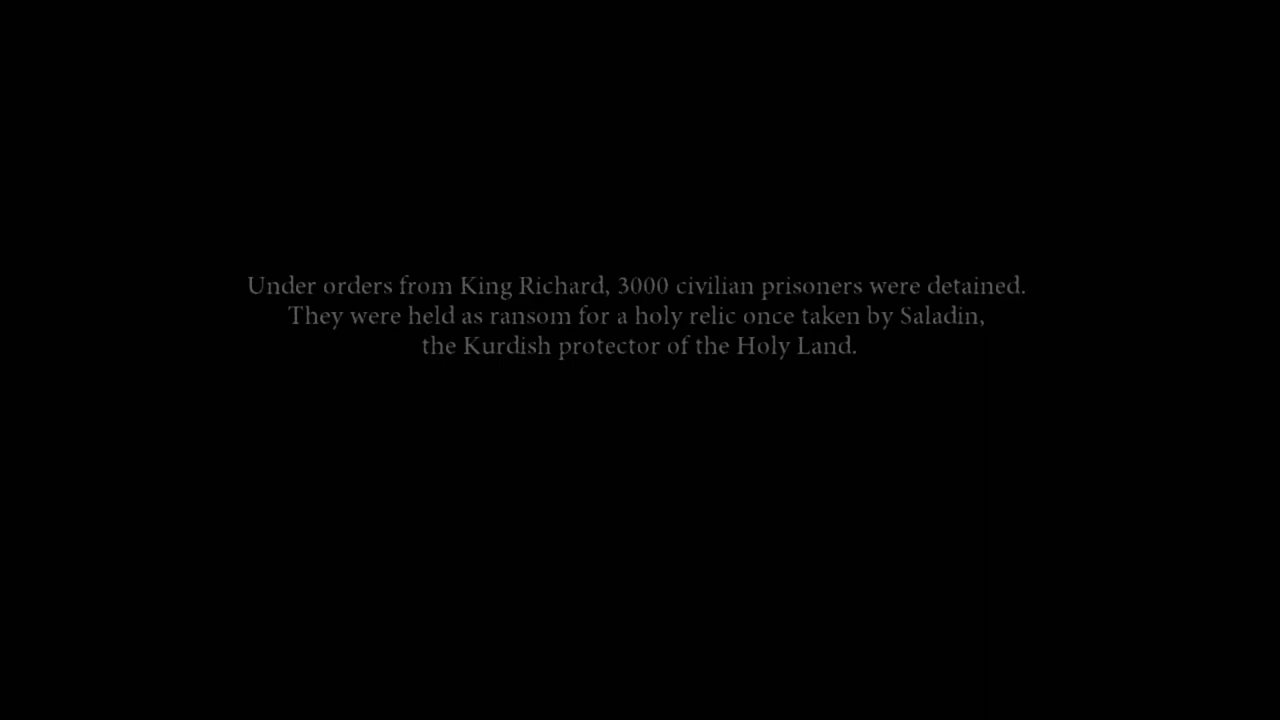 Under orders from King Richard, 3000 civilian prisoners were detained.
They were held as ransom for a holy relic once taken by Saladin,
the Kurdish protector of the Holy Land.